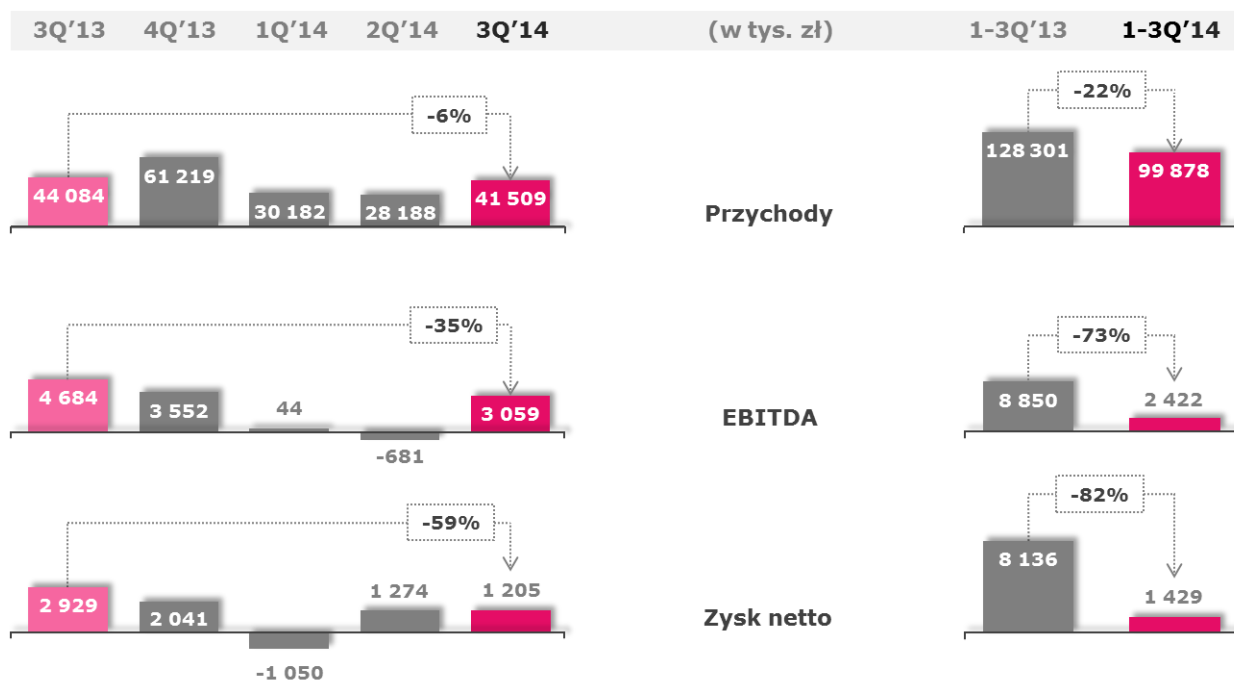 3Q’13 4Q’13 1Q’14 2Q’14 3Q’14 (w tys. zł) 1-3Q’13 1-3Q’14
-6% -22%
44 084 61 219 30 182 28 188 41 509 Przychody 128 301 99 878
-35% -73%
4 684 3 552 44 -681 3 059 EBITDA 8 850 2 422
-59% -82%
2 929 2 041 -1 050 1 274 1 205 Zysk netto 8 136 1 429